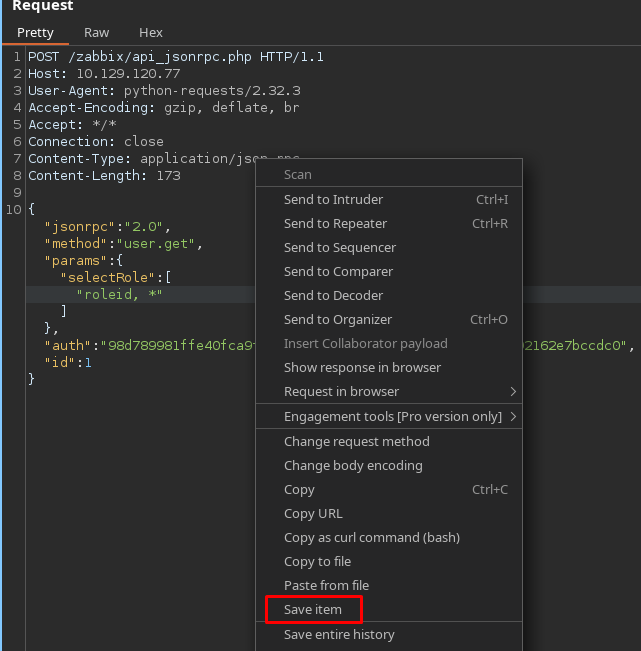 Request
Pretty Raw Hex
1 POST /zabbix/api_jsonrpc.php HTTP/1.1
2 Host: 10.129.120.77
3 User-Agent: python-requests/2.32.3
4 Accept-Encoding: gzip, deflate, br
5 Accept: */*
6 Connection: close
7 Content-Type: application/json-rpc
8 Content-Length: 173
9
10 {
"jsonrpc":"2.0",
"method":"user.get",
"params":{
"selectRole":[
"roleid, *"
]
},
"auth":"98d789981ffe40fca9 2162e7bccdc0",
"id":1
}
Scan
Send to Intruder Ctrl+I
Send to Repeater Ctrl+R
Send to Sequencer
Send to Comparer
Send to Decoder
Send to Organizer Ctrl+O
Insert Collaborator payload
Show response in browser
Request in browser >
Engagement tools [Pro version only] >
Change request method
Change body encoding
Copy Ctrl+C
Copy URL
Copy as curl command (bash)
Copy to file
Paste from file
Save item
Save entire history